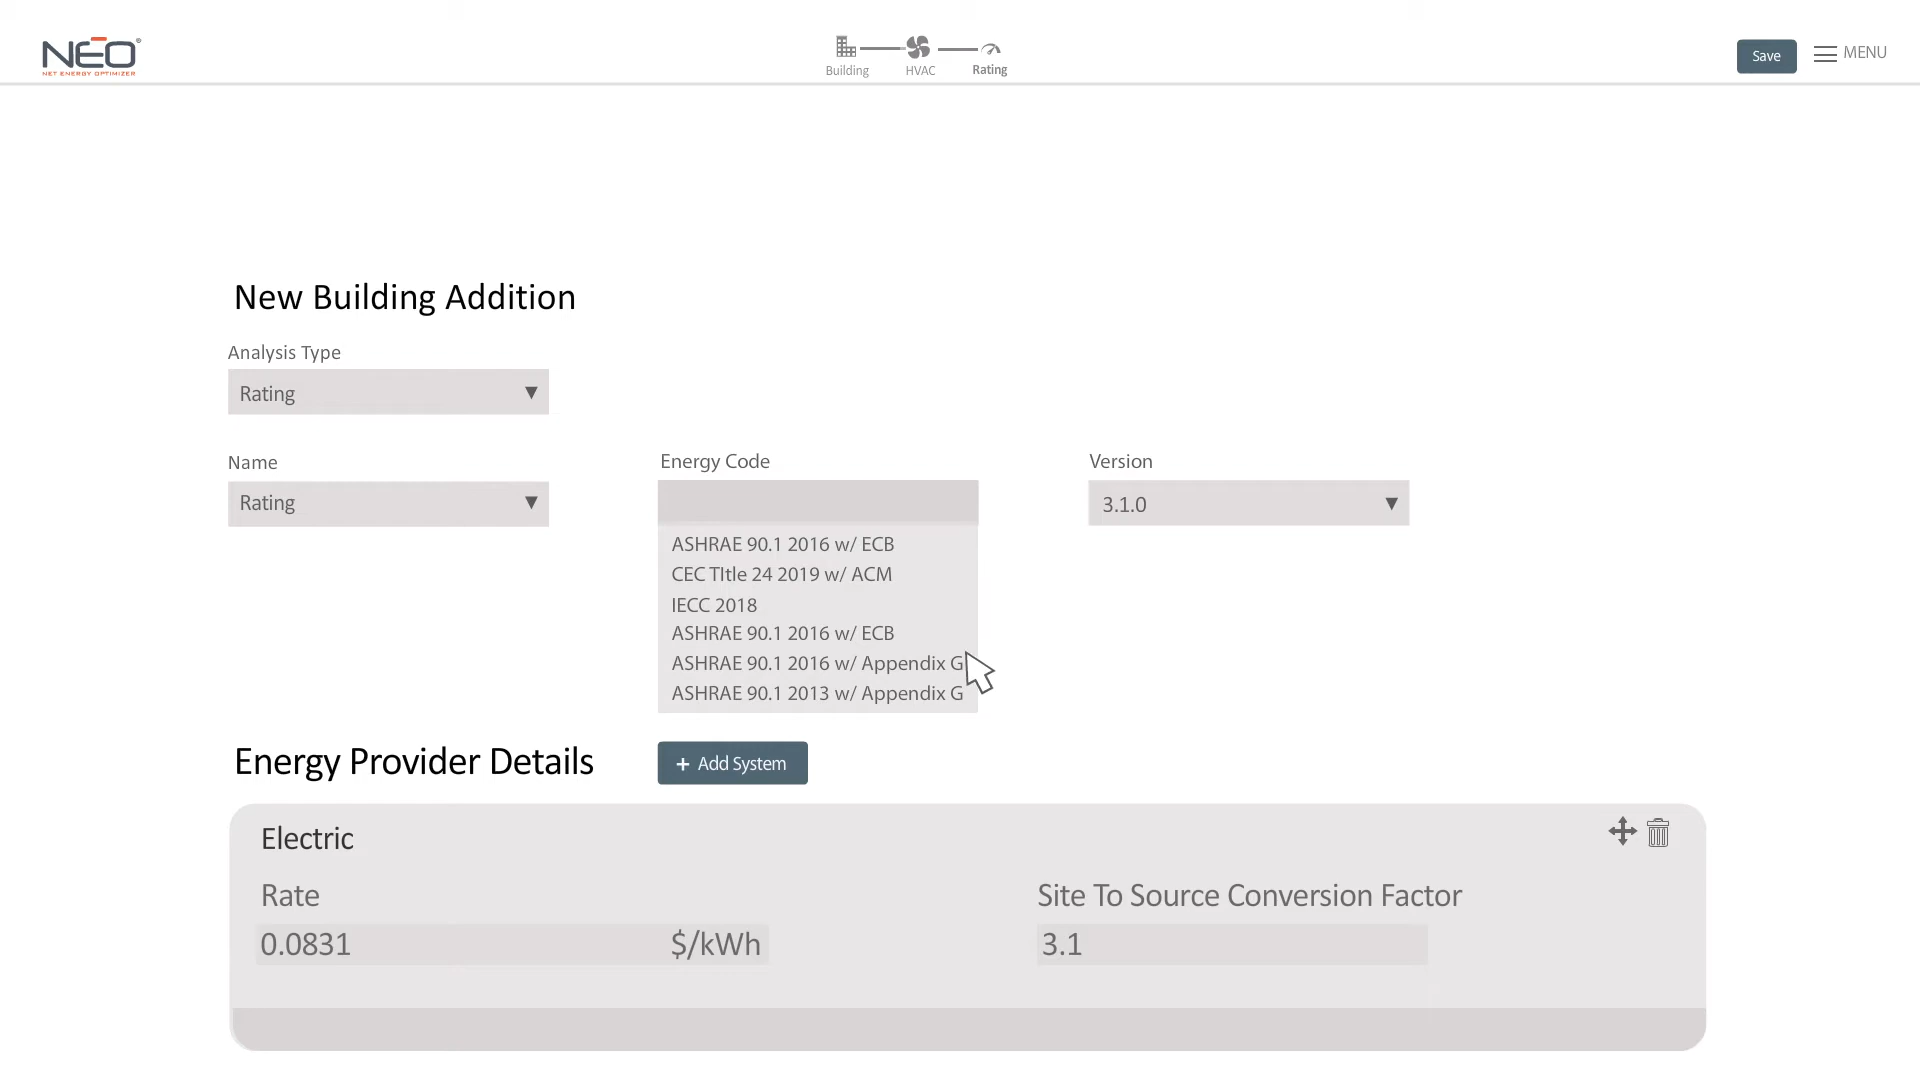 NEO®
NET ENERGY OPTIMIZER
Building
HVAC
Rating
Save
MENU
New Building Addition
Analysis Type
Rating
Name
Energy Code
Version
Rating
3.1.0
ASHRAE 90.1 2016 w/ ECB
CEC TItle 24 2019 w/ ACM
IECC 2018
ASHRAE 90.1 2016 w/ ECB
ASHRAE 90.1 2016 w/ Appendix G
ASHRAE 90.1 2013 w/ Appendix G
Energy Provider Details
+ Add System
Electric
Rate
Site To Source Conversion Factor
0.0831 $/kWh
3.1